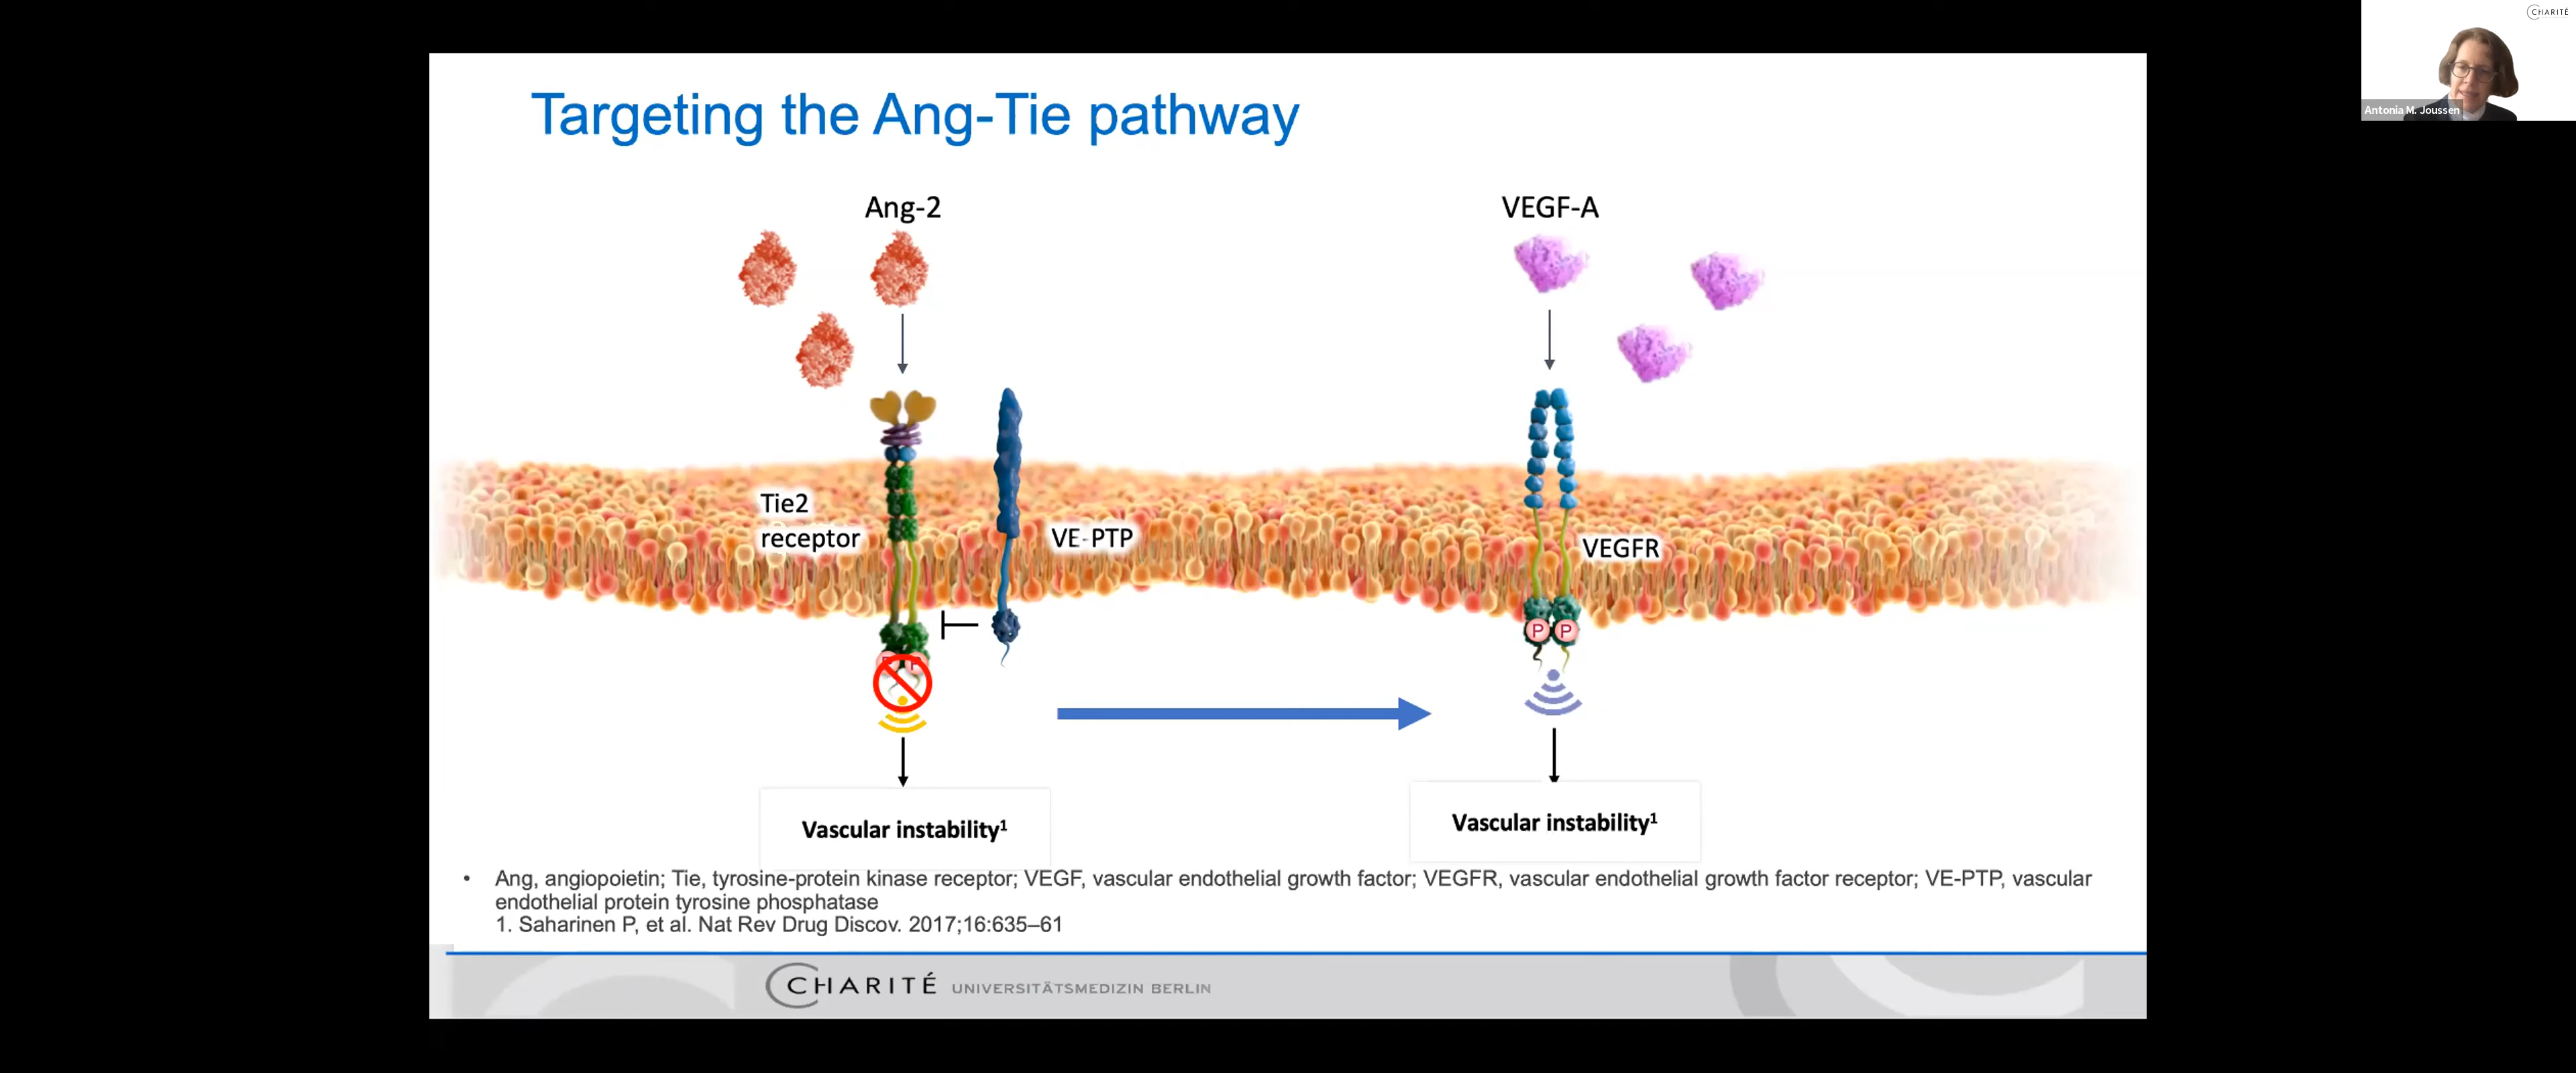 CHARITÉ
Antonia M. Joussen
Targeting the Ang-Tie pathway
Ang-2
VEGF-A
Tie2
receptor
VE-PTP
VEGFR
P P
P P
Vascular instability¹
Vascular instability¹
• Ang, angiopoietin; Tie, tyrosine-protein kinase receptor; VEGF, vascular endothelial growth factor; VEGFR, vascular endothelial growth factor receptor; VE-PTP, vascular
endothelial protein tyrosine phosphatase
1. Saharinen P, et al. Nat Rev Drug Discov. 2017;16:635–61
CHARITÉ UNIVERSITÄTSMEDIZIN BERLIN